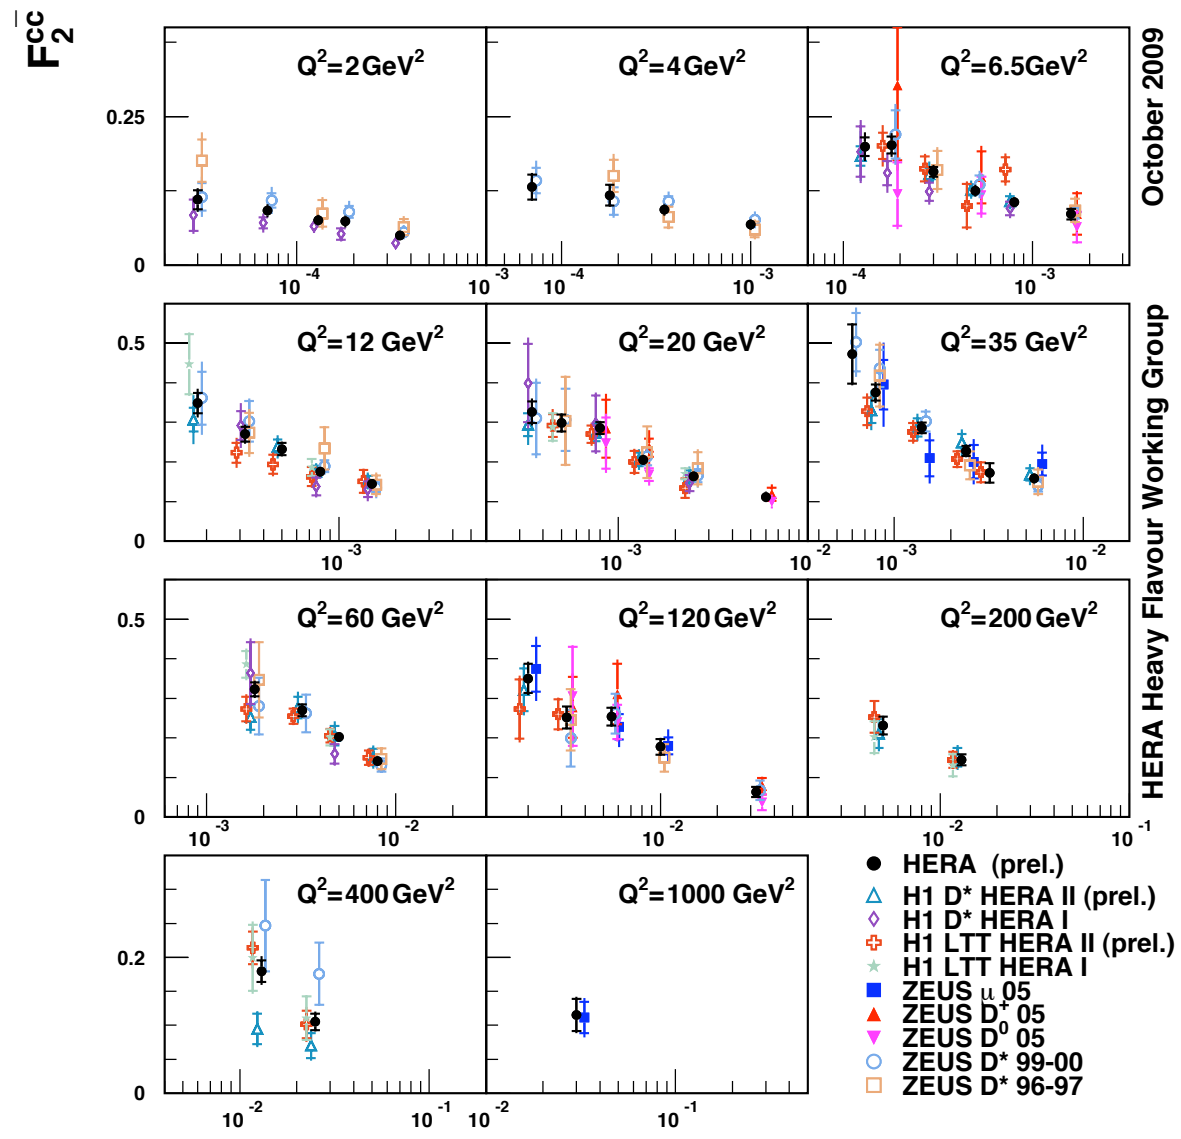 F₂^cc̄
October 2009
HERA Heavy Flavour Working Group
Q²=2 GeV²
Q²=4 GeV²
Q²=6.5 GeV²
0.25
0
10⁻⁴ 10⁻³ 10⁻⁴ 10⁻³ 10⁻⁴ 10⁻³
Q²=12 GeV²
Q²=20 GeV²
Q²=35 GeV²
0.5
0
10⁻³ 10⁻³ 10⁻² 10⁻³ 10⁻²
Q²=60 GeV²
Q²=120 GeV²
Q²=200 GeV²
0.5
0
10⁻³ 10⁻² 10⁻² 10⁻² 10⁻¹
Q²=400 GeV²
Q²=1000 GeV²
0.2
0
10⁻² 10⁻¹ 10⁻² 10⁻¹
HERA (prel.)
H1 D* HERA II (prel.)
H1 D* HERA I
H1 LTT HERA II (prel.)
H1 LTT HERA I
ZEUS μ 05
ZEUS D⁺ 05
ZEUS D⁰ 05
ZEUS D* 99-00
ZEUS D* 96-97